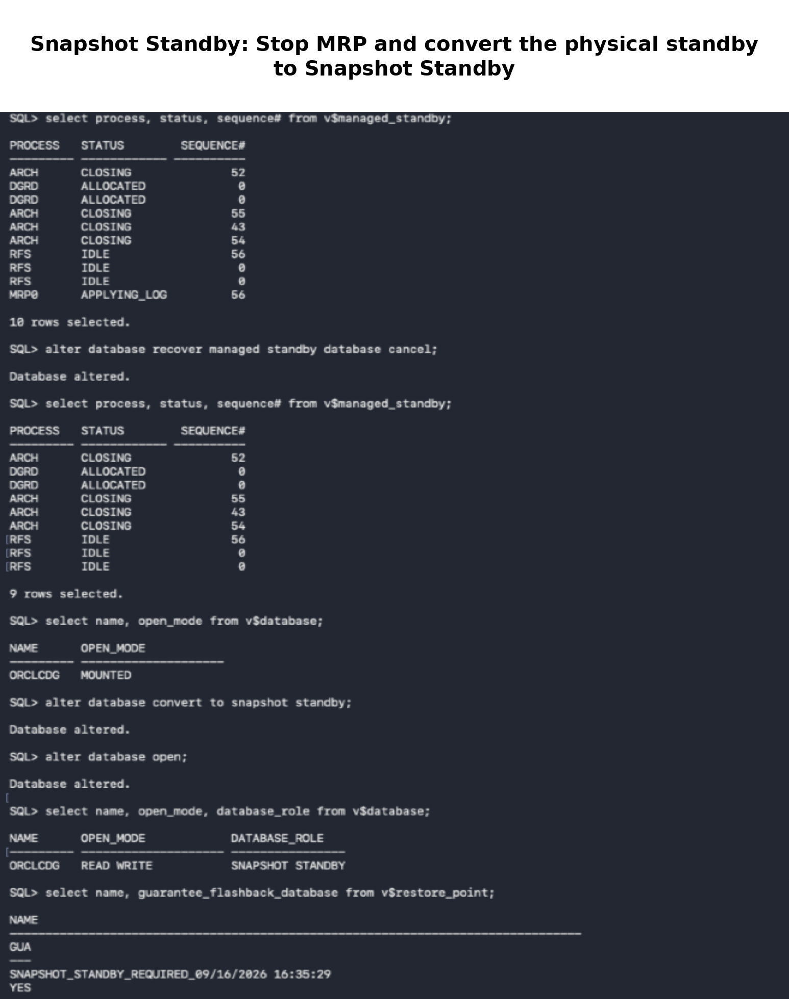 Snapshot Standby: Stop MRP and convert the physical standby
to Snapshot Standby
SQL> select process, status, sequence# from v$managed_standby;
PROCESS   STATUS        SEQUENCE#
--------- ------------ ----------
ARCH      CLOSING              52
DGRD      ALLOCATED             0
DGRD      ALLOCATED             0
ARCH      CLOSING              55
ARCH      CLOSING              43
ARCH      CLOSING              54
RFS       IDLE                 56
RFS       IDLE                  0
RFS       IDLE                  0
MRP0      APPLYING_LOG         56
10 rows selected.
SQL> alter database recover managed standby database cancel;
Database altered.
SQL> select process, status, sequence# from v$managed_standby;
PROCESS   STATUS        SEQUENCE#
--------- ------------ ----------
ARCH      CLOSING              52
DGRD      ALLOCATED             0
DGRD      ALLOCATED             0
ARCH      CLOSING              55
ARCH      CLOSING              43
ARCH      CLOSING              54
[RFS       IDLE                 56
[RFS       IDLE                  0
[RFS       IDLE                  0
9 rows selected.
SQL> select name, open_mode from v$database;
NAME      OPEN_MODE
--------- --------------------
ORCLCDG   MOUNTED
SQL> alter database convert to snapshot standby;
Database altered.
SQL> alter database open;
Database altered.
[
SQL> select name, open_mode, database_role from v$database;
NAME      OPEN_MODE            DATABASE_ROLE
[--------- -------------------- ----------------
ORCLCDG   READ WRITE           SNAPSHOT STANDBY
SQL> select name, guarantee_flashback_database from v$restore_point;
NAME
--------------------------------------------------------------------------------
GUA
---
SNAPSHOT_STANDBY_REQUIRED_09/16/2026 16:35:29
YES